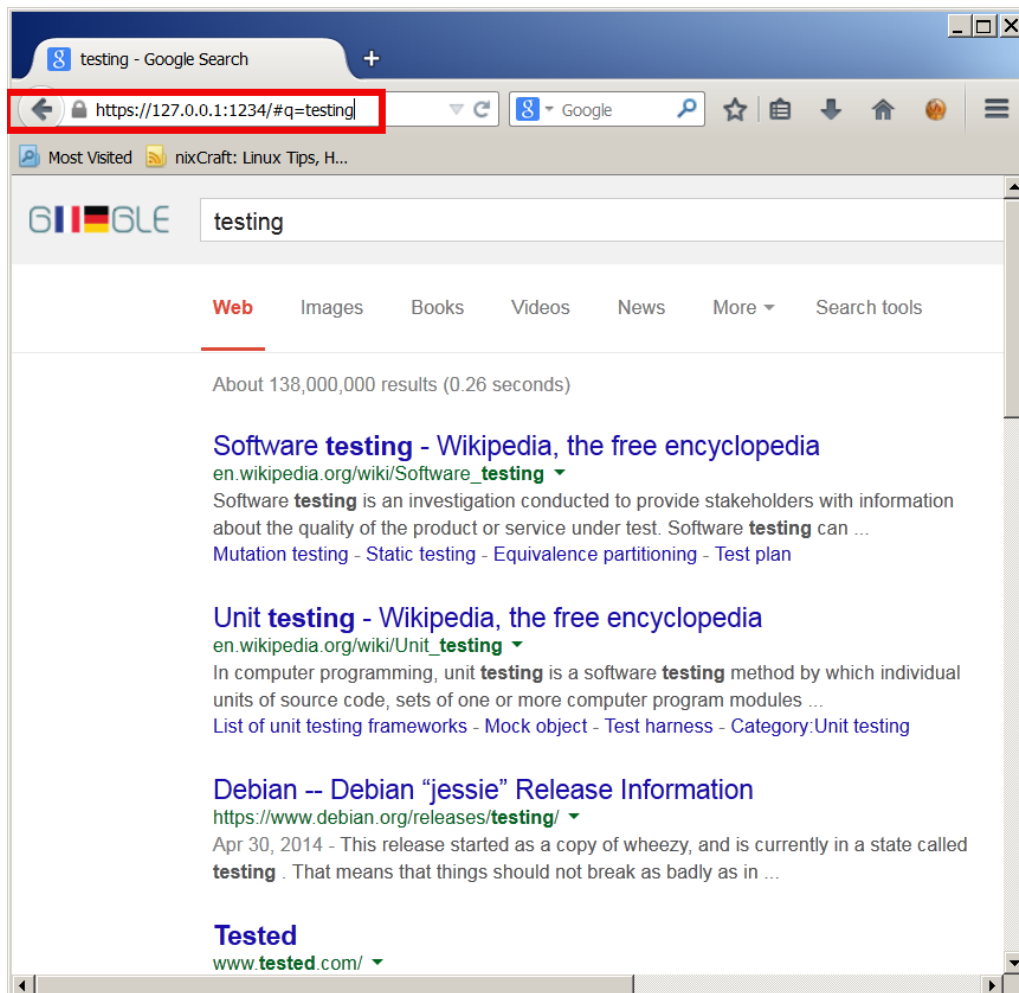 testing - Google Search
https://127.0.0.1:1234/#q=testing
Google
Most Visited nixCraft: Linux Tips, H...
GOOGLE testing
Web Images Books Videos News More Search tools
About 138,000,000 results (0.26 seconds)
Software testing - Wikipedia, the free encyclopedia
en.wikipedia.org/wiki/Software_testing
Software testing is an investigation conducted to provide stakeholders with information
about the quality of the product or service under test. Software testing can ...
Mutation testing - Static testing - Equivalence partitioning - Test plan
Unit testing - Wikipedia, the free encyclopedia
en.wikipedia.org/wiki/Unit_testing
In computer programming, unit testing is a software testing method by which individual
units of source code, sets of one or more computer program modules ...
List of unit testing frameworks - Mock object - Test harness - Category:Unit testing
Debian -- Debian “jessie” Release Information
https://www.debian.org/releases/testing/
Apr 30, 2014 - This release started as a copy of wheezy, and is currently in a state called
testing . That means that things should not break as badly as in ...
Tested
www.tested.com/